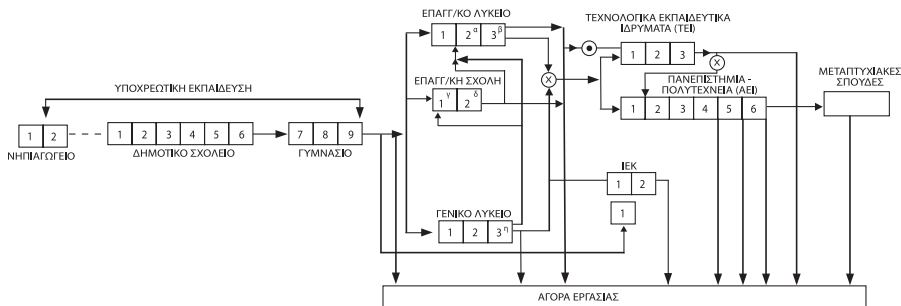 ΕΠΑΓΓ/ΚΟ ΛΥΚΕΙΟ
1 2α 3β
ΤΕΧΝΟΛΟΓΙΚΑ ΕΚΠΑΙΔΕΥΤΙΚΑ
ΙΔΡΥΜΑΤΑ (ΤΕΙ)
1 2 3
X
X
ΠΑΝΕΠΙΣΤΗΜΙΑ -
ΠΟΛΥΤΕΧΝΕΙΑ (ΑΕΙ)
1 2 3 4 5 6
ΜΕΤΑΠΤΥΧΙΑΚΕΣ
ΣΠΟΥΔΕΣ
ΕΠΑΓΓ/ΚΗ ΣΧΟΛΗ
1γ 2δ
ΥΠΟΧΡΕΩΤΙΚΗ ΕΚΠΑΙΔΕΥΣΗ
1 2
ΝΗΠΙΑΓΩΓΕΙΟ
1 2 3 4 5 6
ΔΗΜΟΤΙΚΟ ΣΧΟΛΕΙΟ
7 8 9
ΓΥΜΝΑΣΙΟ
ΙΕΚ
1 2
1
ΓΕΝΙΚΟ ΛΥΚΕΙΟ
1 2 3η
ΑΓΟΡΑ ΕΡΓΑΣΙΑΣ